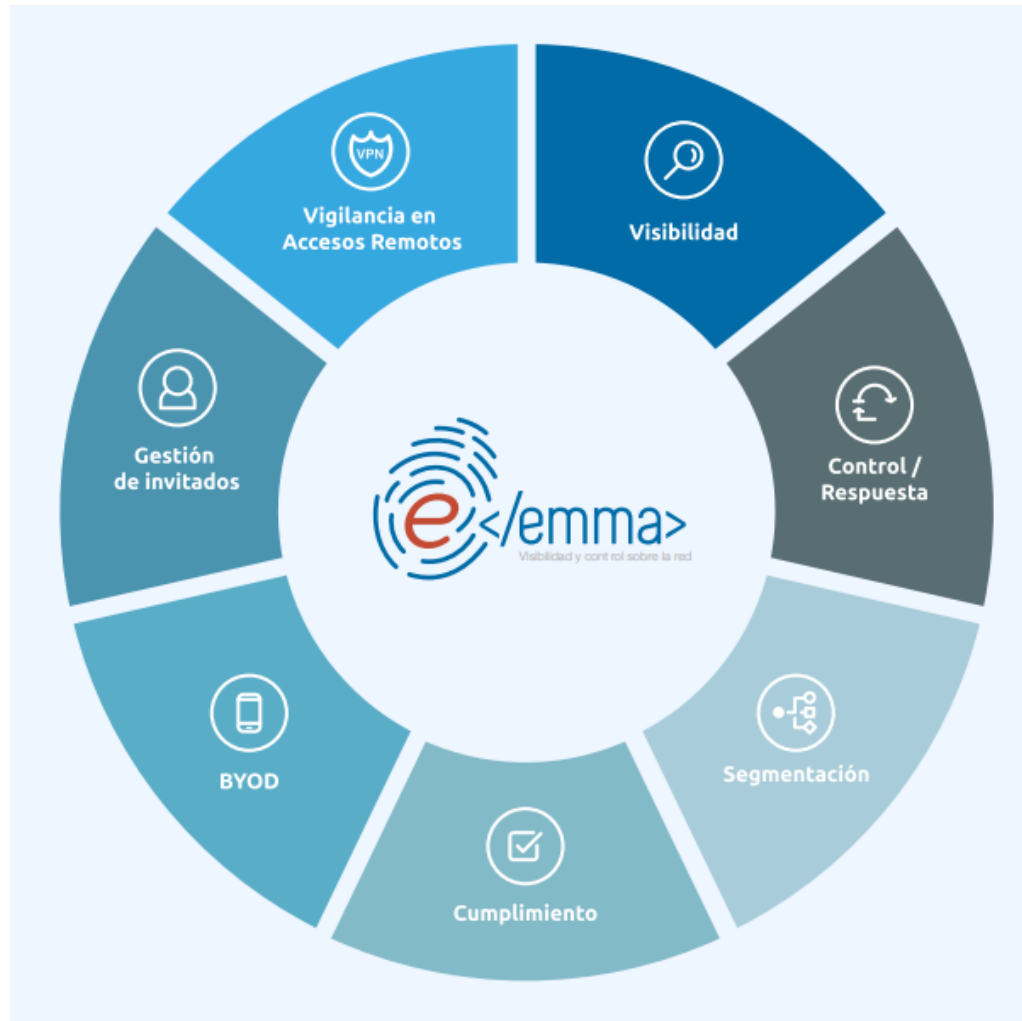 VPN
Vigilancia en
Accesos Remotos
Visibilidad
Control /
Respuesta
Segmentación
Cumplimiento
BYOD
Gestión
de invitados
e </emma>
Visibilidad y control sobre la red